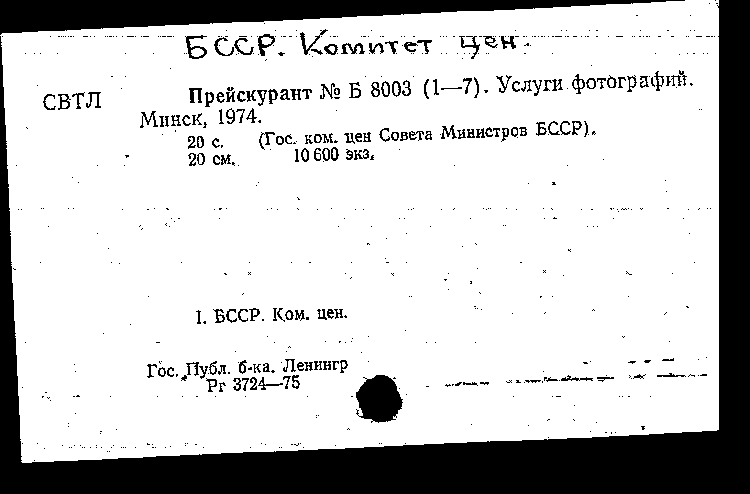 БССР. Комитет цен.
СВТЛ
Прейскурант № Б 8003 (1—7). Услуги фотографий.
Минск, 1974.
20 с. (Гос. ком. цен Совета Министров БССР).
20 см. 10 600 экз.
I. БССР. Ком. цен.
Гос. Публ. б-ка. Ленингр
Рг 3724—75